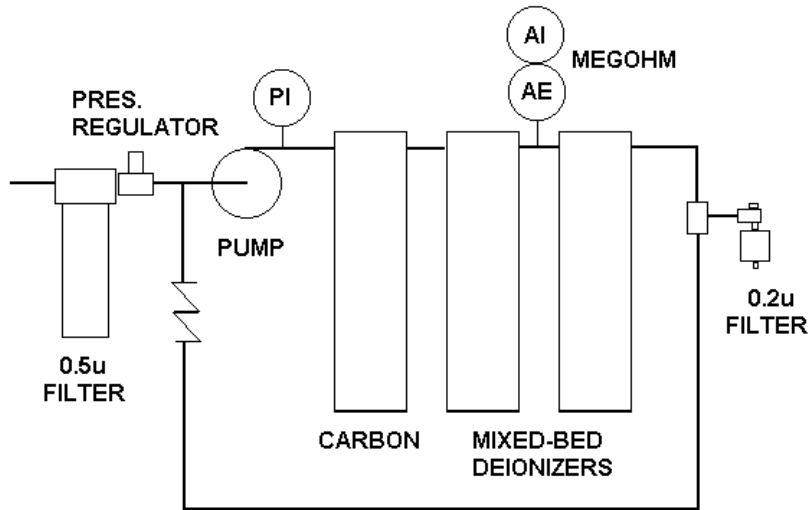 AI
MEGOHM
AE
PRES.
REGULATOR
PI
PUMP
0.5u
FILTER
CARBON
MIXED-BED
DEIONIZERS
0.2u
FILTER